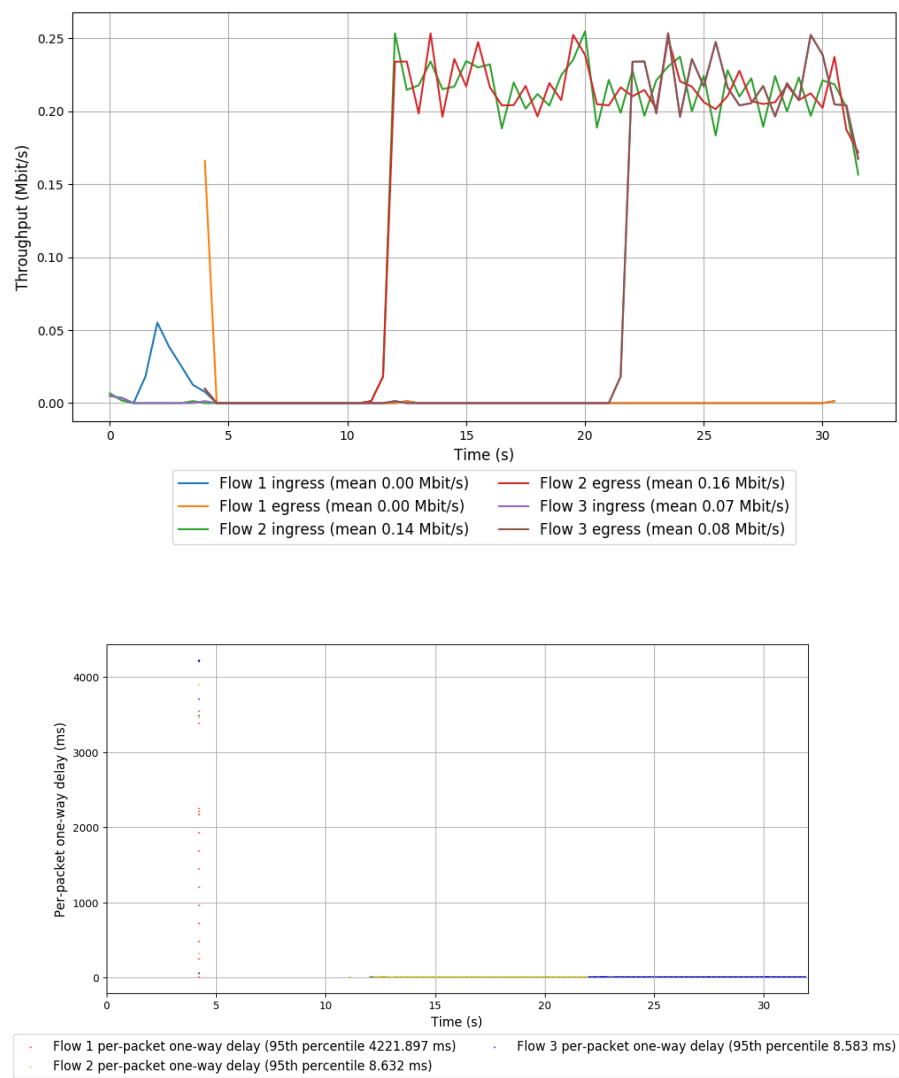 0.25
0.20
0.15
0.10
0.05
0.00
Throughput (Mbit/s)
0 5 10 15 20 25 30
Time (s)
Flow 1 ingress (mean 0.00 Mbit/s) Flow 2 egress (mean 0.16 Mbit/s)
Flow 1 egress (mean 0.00 Mbit/s) Flow 3 ingress (mean 0.07 Mbit/s)
Flow 2 ingress (mean 0.14 Mbit/s) Flow 3 egress (mean 0.08 Mbit/s)
4000
3000
2000
1000
0
Per-packet one-way delay (ms)
0 5 10 15 20 25 30
Time (s)
Flow 1 per-packet one-way delay (95th percentile 4221.897 ms) Flow 3 per-packet one-way delay (95th percentile 8.583 ms)
Flow 2 per-packet one-way delay (95th percentile 8.632 ms)